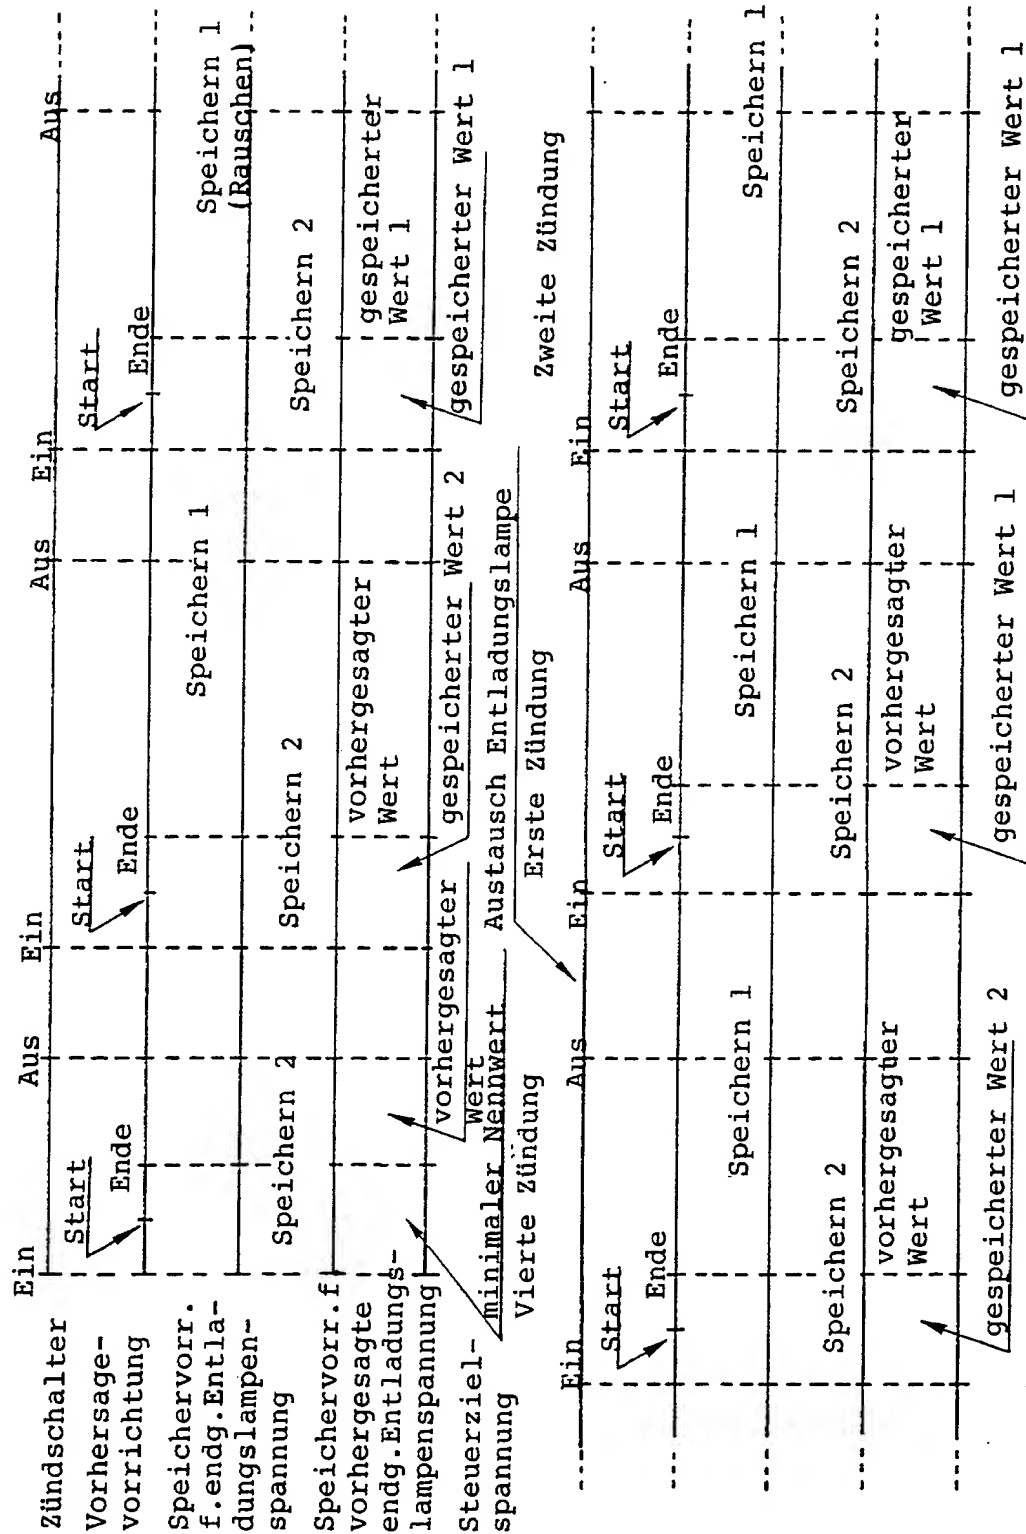 Zündschalter
Ein
Aus
Ein
Aus
Ein
Aus
Vorhersage-
vorrichtung
Start
Ende
Start
Ende
Start
Ende
Speichervorr.
f.endg.Entla-
dungslampen-
spannung
Speichern 1
Speichern 1
(Rauschen)
Speichervorr.f
vorhergesagte
endg.Entladungs-
lampenspannung
Speichern 2
Speichern 2
Speichern 2
Steuerziel-
spannung
minimaler Nennwert
vorhergesagter
Wert
gespeicherter Wert 2
vorhergesagter
Wert
gespeicherter Wert 1
gespeicherter
Wert 1
Vierte Zündung
Austausch Entladungslampe
Erste Zündung
Zweite Zündung
Ein
Aus
Ein
Aus
Ein
Start
Ende
Start
Ende
Start
Ende
Speichern 1
Speichern 1
Speichern 1
Speichern 2
Speichern 2
Speichern 2
vorhergesagter
Wert
vorhergesagter
Wert
gespeicherter
Wert 1
gespeicherter Wert 2
gespeicherter Wert 1
gespeicherter Wert 1